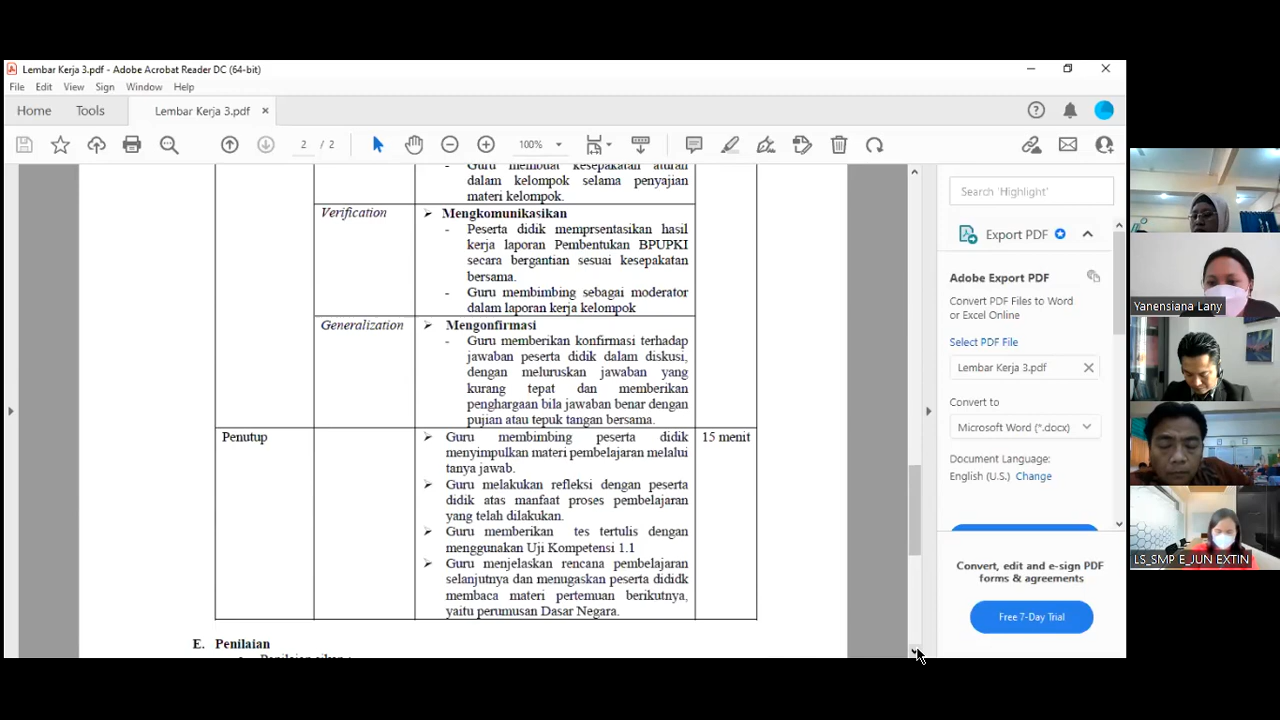 Lembar Kerja 3.pdf - Adobe Acrobat Reader DC (64-bit)
File Edit View Sign Window Help
Home Tools Lembar Kerja 3.pdf ×
2 / 2 100%
- Guru membuat kesepakatan aturan
dalam kelompok selama penyajian
materi kelompok.
Verification
Mengkomunikasikan
- Peserta didik memprsentasikan hasil
kerja laporan Pembentukan BPUPKI
secara bergantian sesuai kesepakatan
bersama.
- Guru membimbing sebagai moderator
dalam laporan kerja kelompok
Generalization
Mengonfirmasi
- Guru memberikan konfirmasi terhadap
jawaban peserta didik dalam diskusi,
dengan meluruskan jawaban yang
kurang tepat dan memberikan
penghargaan bila jawaban benar dengan
pujian atau tepuk tangan bersama.
Penutup
Guru membimbing peserta didik
menyimpulkan materi pembelajaran melalui
tanya jawab.
Guru melakukan refleksi dengan peserta
didik atas manfaat proses pembelajaran
yang telah dilakukan.
Guru memberikan tes tertulis dengan
menggunakan Uji Kompetensi 1.1
Guru menjelaskan rencana pembelajaran
selanjutnya dan menugaskan peserta dididk
membaca materi pertemuan berikutnya,
yaitu perumusan Dasar Negara.
15 menit
E. Penilaian
Search 'Highlight'
Export PDF
Adobe Export PDF
Convert PDF Files to Word
or Excel Online
Select PDF File
Lembar Kerja 3.pdf
Convert to
Microsoft Word (*.docx)
Document Language:
English (U.S.) Change
Convert, edit and e-sign PDF
forms & agreements
Free 7-Day Trial
Yanensiana Lany
LS_SMP E_JUN EXTIN